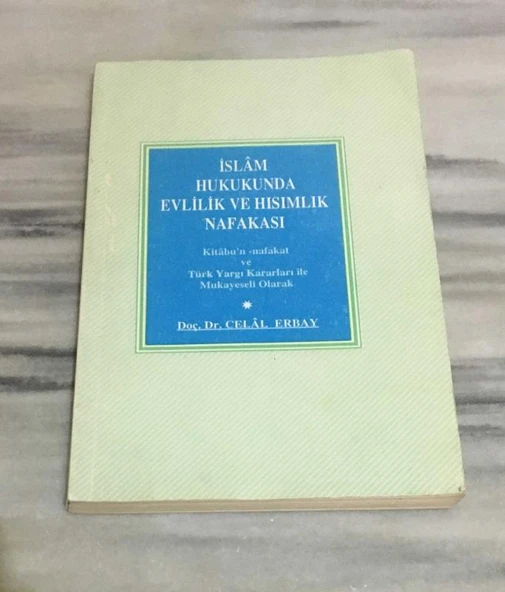 İSLÂM
HUKUKUNDA
EVLİLİK VE HISIMLIK
NAFAKASI
Kitâbu'n -nafakat
ve
Türk Yargı Kararları ile
Mukayeseli Olarak
Doç. Dr. CELÂL ERBAY